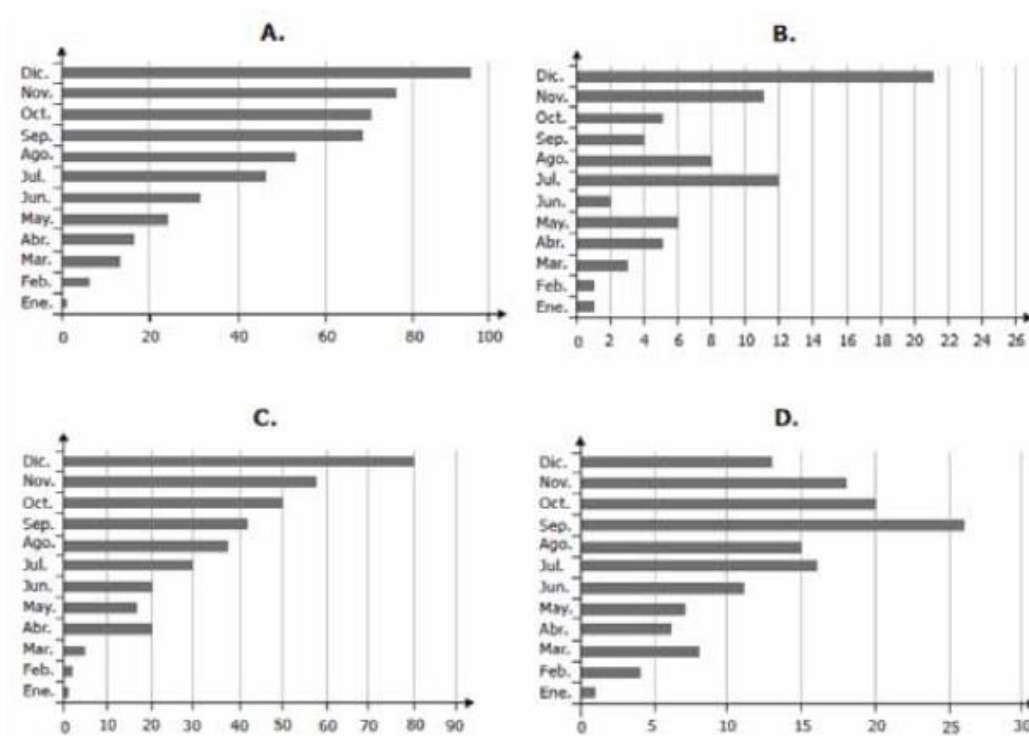 A.
Dic.
Nov.
Oct.
Sep.
Ago.
Jul.
Jun.
May.
Abr.
Mar.
Feb.
Ene.
0 20 40 60 80 100
B.
Dic.
Nov.
Oct.
Sep.
Ago.
Jul.
Jun.
May.
Abr.
Mar.
Feb.
Ene.
0 2 4 6 8 10 12 14 16 18 20 22 24 26
C.
Dic.
Nov.
Oct.
Sep.
Ago.
Jul.
Jun.
May.
Abr.
Mar.
Feb.
Ene.
0 10 20 30 40 50 60 70 80 90
D.
Dic.
Nov.
Oct.
Sep.
Ago.
Jul.
Jun.
May.
Abr.
Mar.
Feb.
Ene.
0 5 10 15 20 25 30